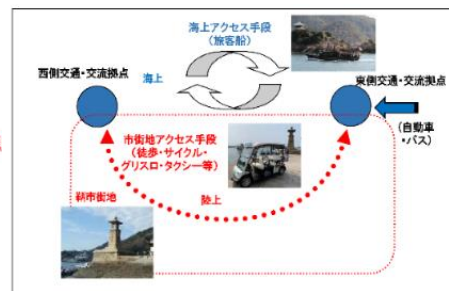 海上アクセス手段
(旅客船)
西側交通・交流拠点
海上
東側交通・交流拠点
(自動車
・バス)
市街地アクセス手段
(徒歩・サイクル・
グリスロ・タクシー等)
陸上
鞆市街地